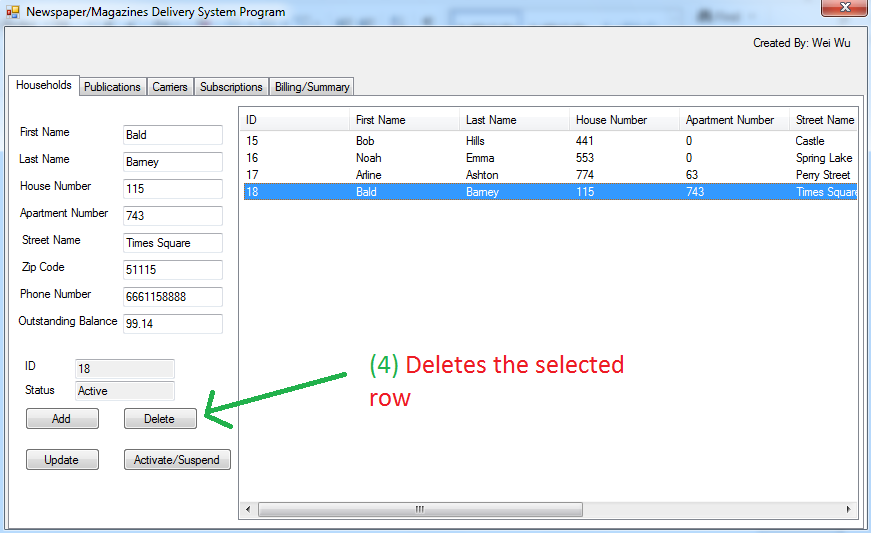 Newspaper/Magazines Delivery System Program
Created By: Wei Wu
Households Publications Carriers Subscriptions Billing/Summary
First Name Bald
Last Name Barney
House Number 115
Apartment Number 743
Street Name Times Square
Zip Code 51115
Phone Number 6661158888
Outstanding Balance 99.14
ID 18
Status Active
Add Delete
Update Activate/Suspend
ID First Name Last Name House Number Apartment Number Street Name
15 Bob Hills 441 0 Castle
16 Noah Emma 553 0 Spring Lake
17 Arline Ashton 774 63 Perry Street
18 Bald Barney 115 743 Times Square
(4) Deletes the selected
row